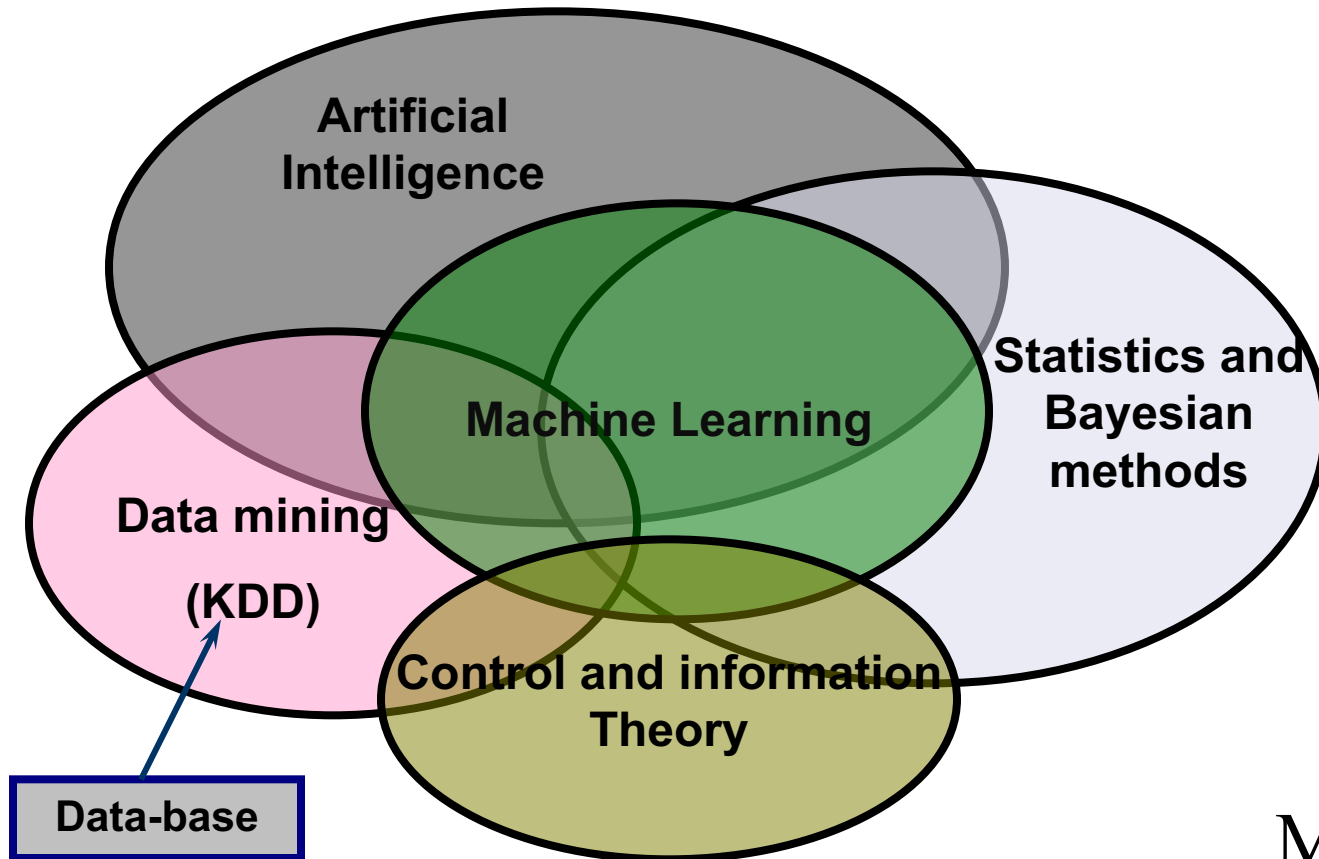 Artificial
Intelligence
Statistics and
Bayesian
methods
Machine Learning
Data mining
(KDD)
Control and information
Theory
Data-base
M